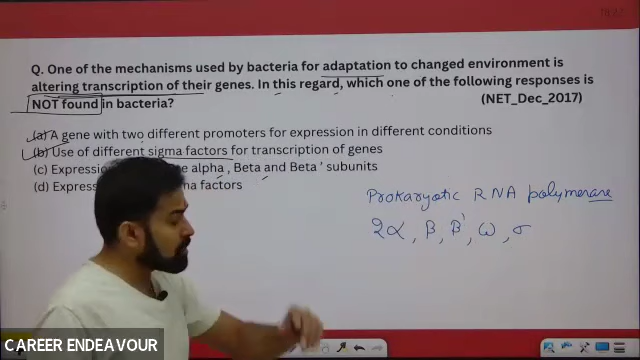 Q. One of the mechanisms used by bacteria for adaptation to changed environment is
altering transcription of their genes. In this regard, which one of the following responses is
NOT found in bacteria?
(NET_Dec_2017)
(a) A gene with two different promoters for expression in different conditions
(b) Use of different sigma factors for transcription of genes
(c) Expression alpha, Beta and Beta' subunits
(d) factors
Prokaryotic RNA polymerase
2α, β, β', ω, σ
CAREER ENDEAVOUR